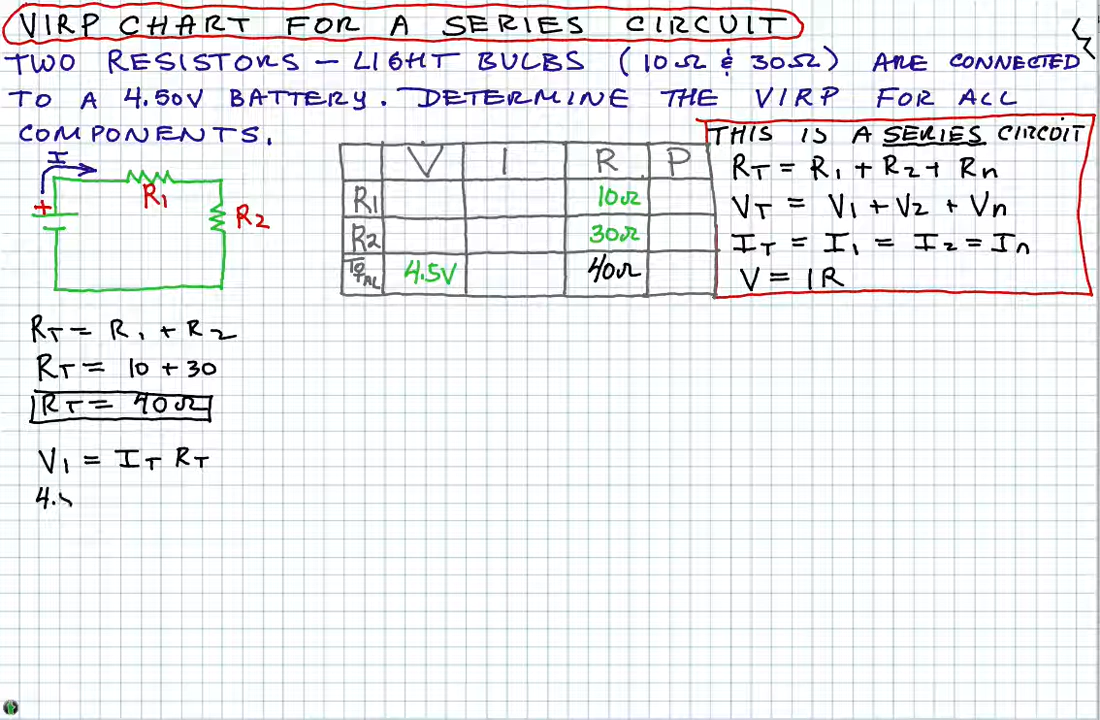 VIRP CHART FOR A SERIES CIRCUIT
TWO RESISTORS – LIGHT BULBS (10Ω & 30Ω) ARE CONNECTED
TO A 4.50V BATTERY. DETERMINE THE VIRP FOR ALL
COMPONENTS.
I
+
R1
R2
V I R P
R1 10Ω
R2 30Ω
TOTAL 4.5V 40Ω
THIS IS A SERIES CIRCUIT
RT = R1 + R2 + Rn
VT = V1 + V2 + Vn
IT = I1 = I2 = In
V = IR
RT = R1 + R2
RT = 10 + 30
RT = 40Ω
V1 = IT RT
4.